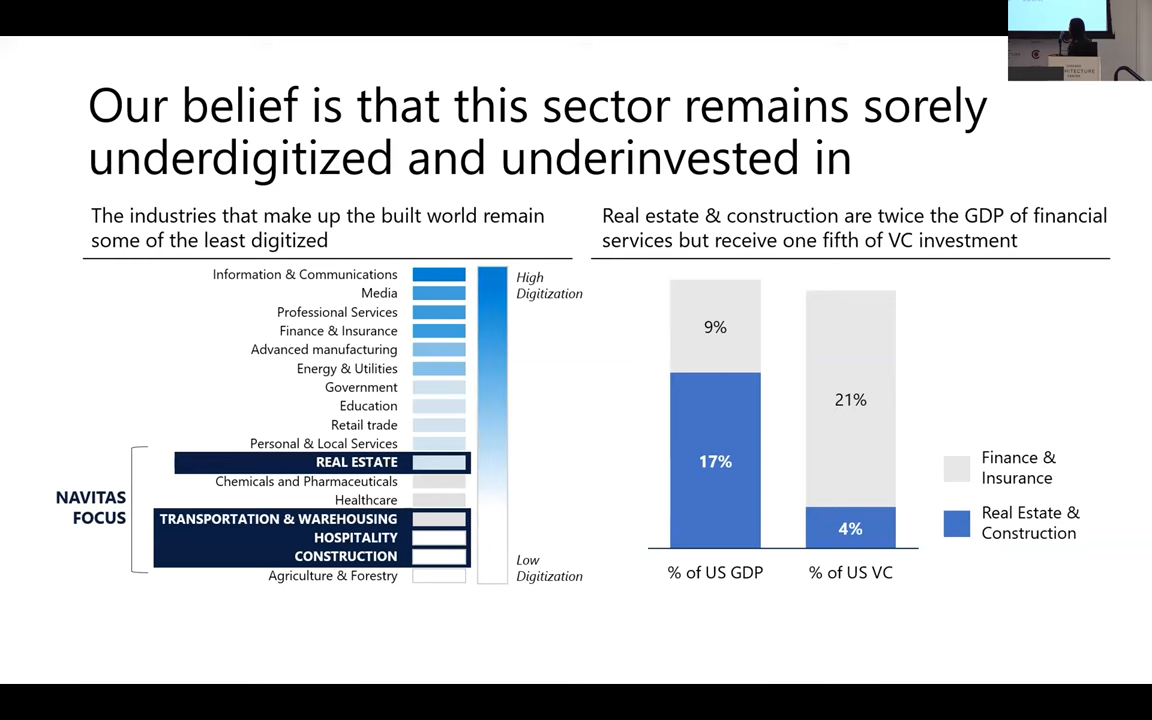 Our belief is that this sector remains sorely
underdigitized and underinvested in
The industries that make up the built world remain
some of the least digitized
Information & Communications
Media
Professional Services
Finance & Insurance
Advanced manufacturing
Energy & Utilities
Government
Education
Retail trade
Personal & Local Services
REAL ESTATE
Chemicals and Pharmaceuticals
Healthcare
TRANSPORTATION & WAREHOUSING
HOSPITALITY
CONSTRUCTION
Agriculture & Forestry
NAVITAS
FOCUS
High
Digitization
Low
Digitization
Real estate & construction are twice the GDP of financial
services but receive one fifth of VC investment
9%
17%
21%
4%
% of US GDP
% of US VC
Finance &
Insurance
Real Estate &
Construction